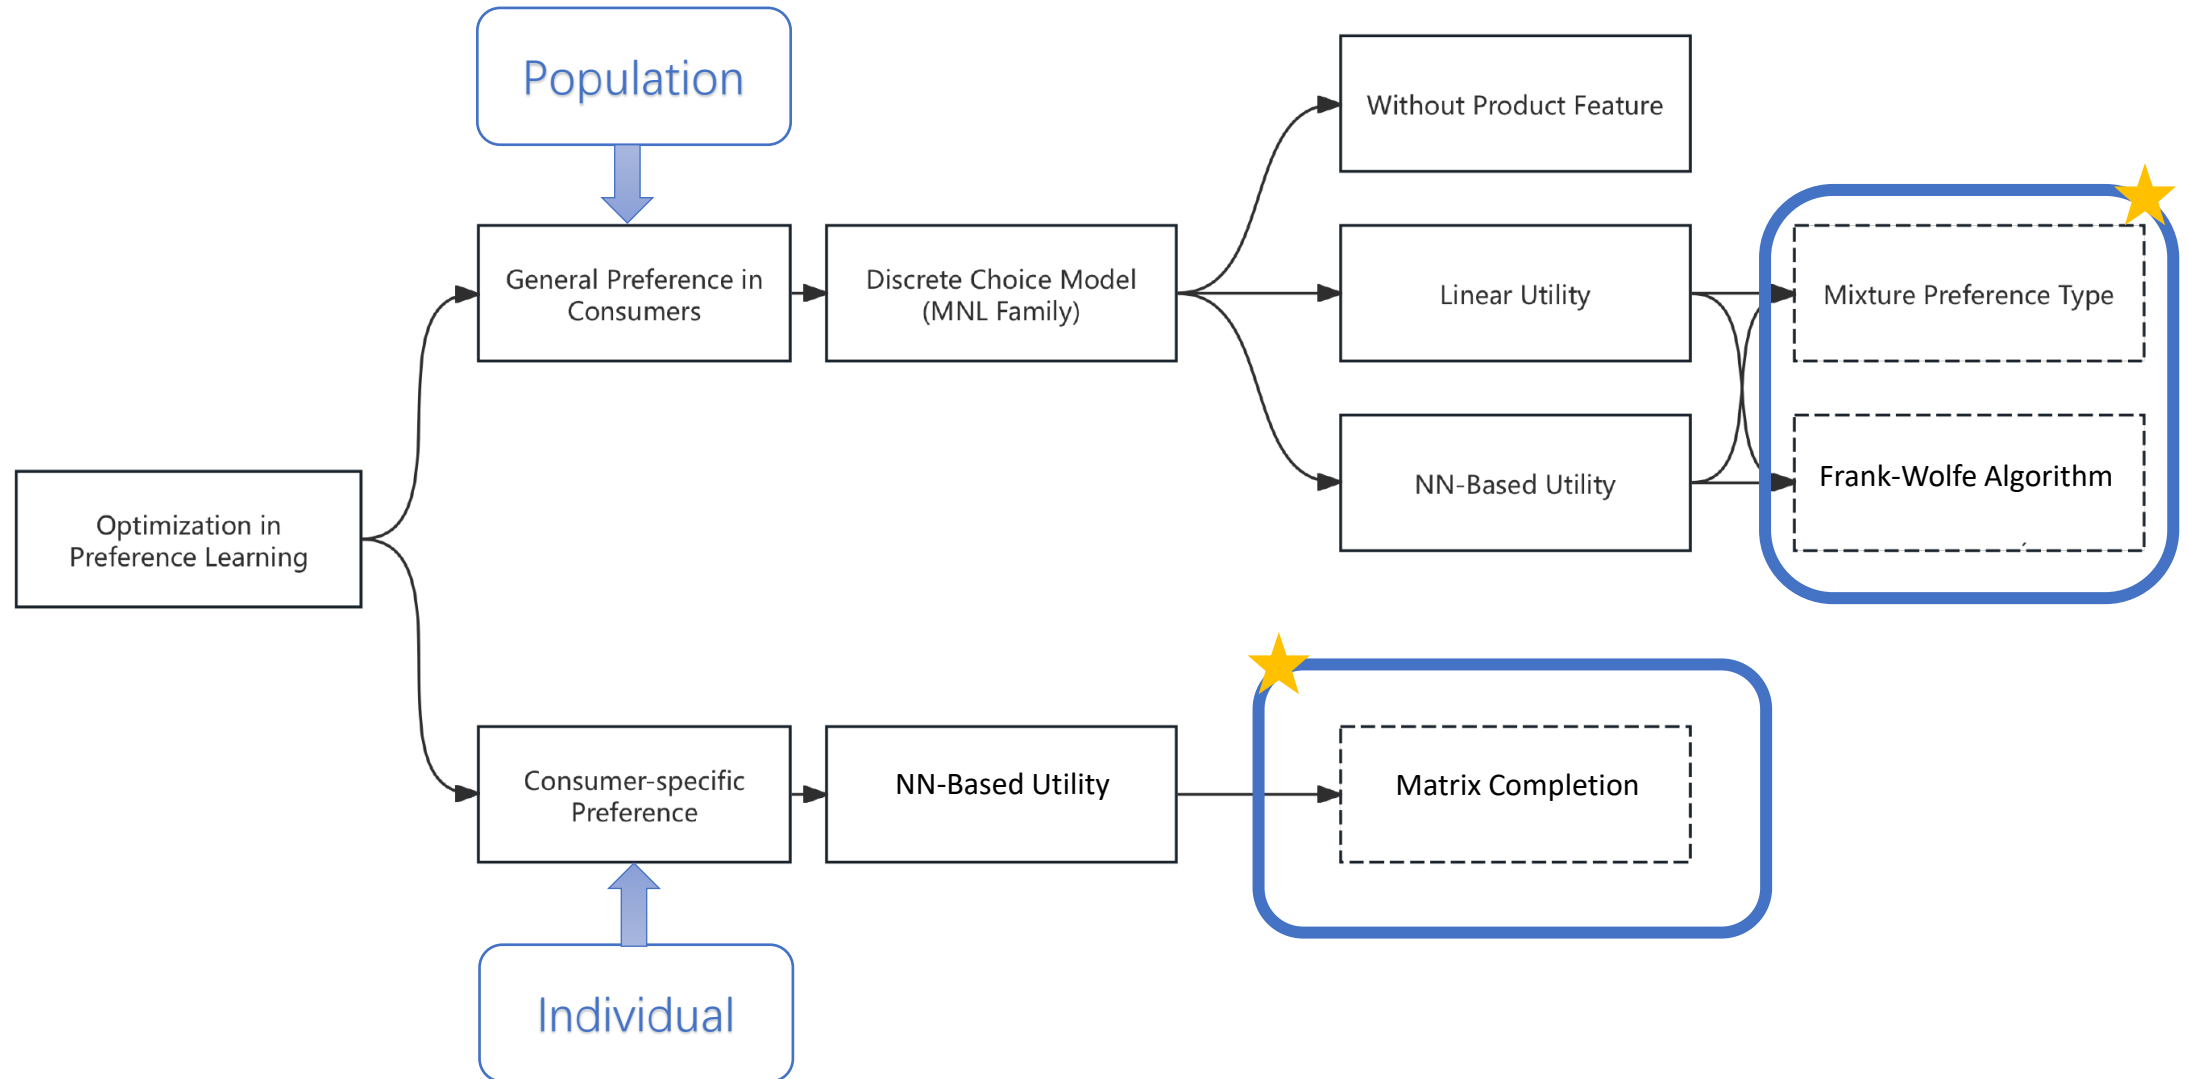 Population
Without Product Feature
General Preference in
Consumers
Discrete Choice Model
(MNL Family)
Linear Utility
Mixture Preference Type
NN-Based Utility
Frank-Wolfe Algorithm
Optimization in
Preference Learning
Consumer-specific
Preference
NN-Based Utility
Matrix Completion
Individual